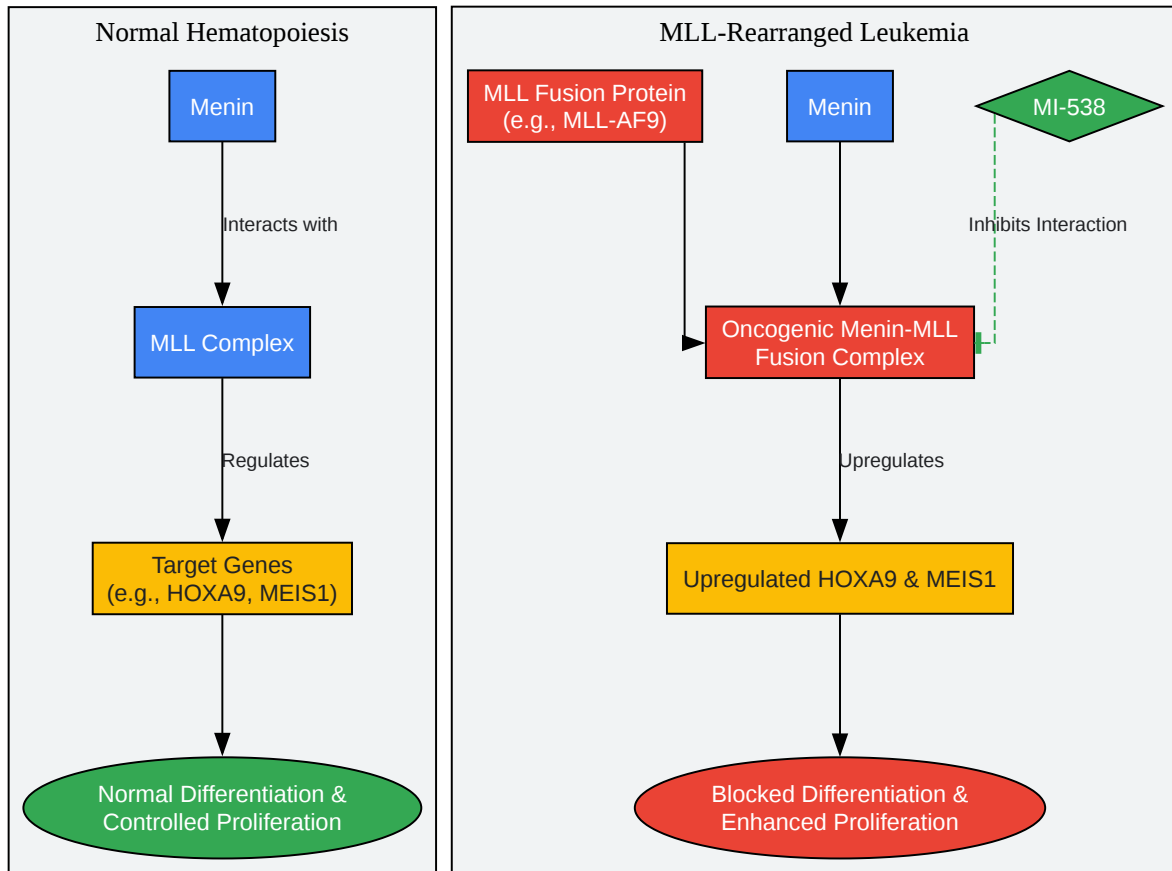 Normal Hematopoiesis
Menin
Interacts with
MLL Complex
Regulates
Target Genes
(e.g., HOXA9, MEIS1)
Normal Differentiation &
Controlled Proliferation
MLL-Rearranged Leukemia
MLL Fusion Protein
(e.g., MLL-AF9)
Menin
MI-538
Inhibits Interaction
Oncogenic Menin-MLL
Fusion Complex
Upregulates
Upregulated HOXA9 & MEIS1
Blocked Differentiation &
Enhanced Proliferation